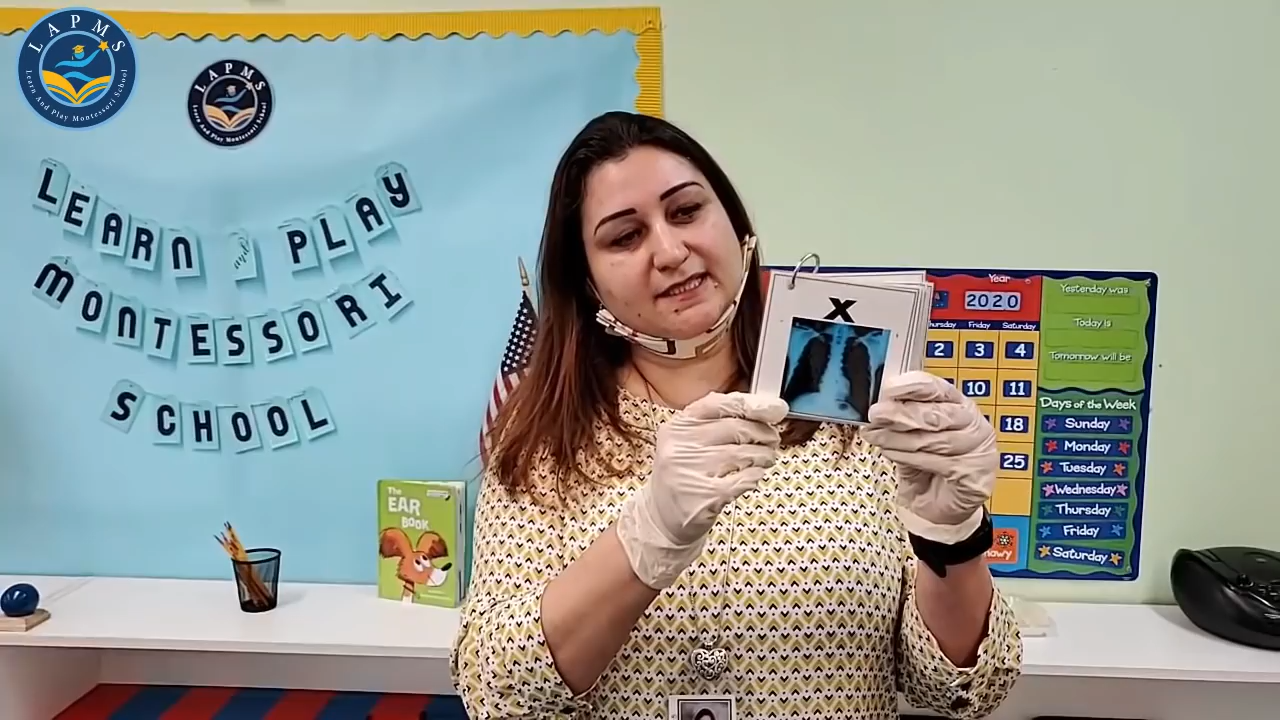 LAPMS
Learn And Play Montessori School
LAPMS
Learn And Play Montessori School
LEARN and PLAY
MONTESSORI
SCHOOL
The
EAR
BOOK
X
Year
2020
Friday Saturday
2 3 4
10 11
18
25
Yesterday was
Today is
Tomorrow will be
Days of the Week
Sunday
Monday
Tuesday
Wednesday
Thursday
Friday
Saturday